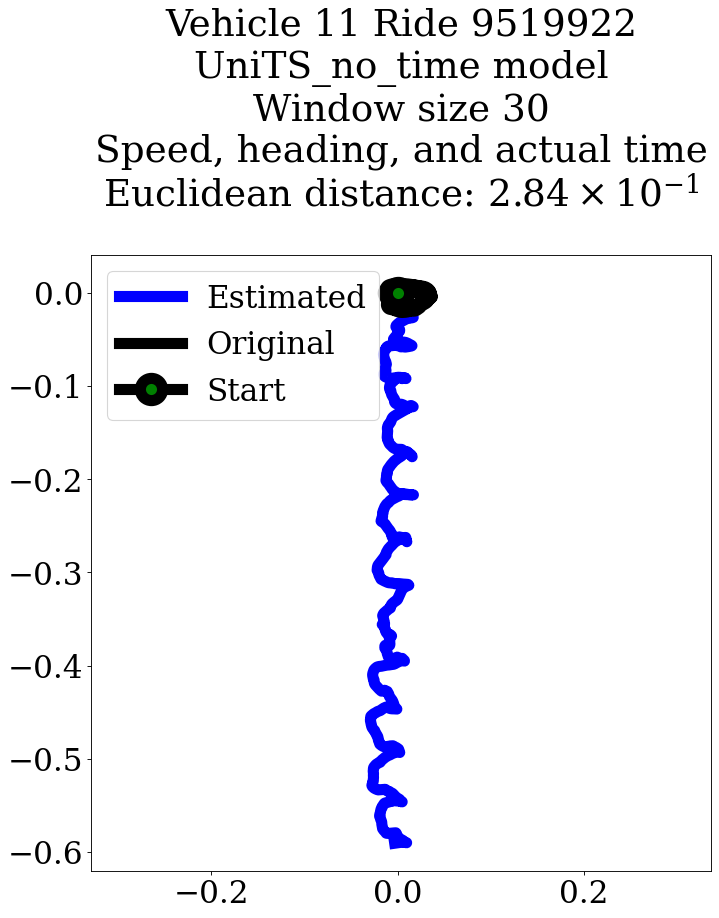 Vehicle 11 Ride 9519922
UniTS_no_time model
Window size 30
Speed, heading, and actual time
Euclidean distance: 2.84 × 10⁻¹
Estimated
Original
Start
0.0
−0.1
−0.2
−0.3
−0.4
−0.5
−0.6
−0.2 0.0 0.2